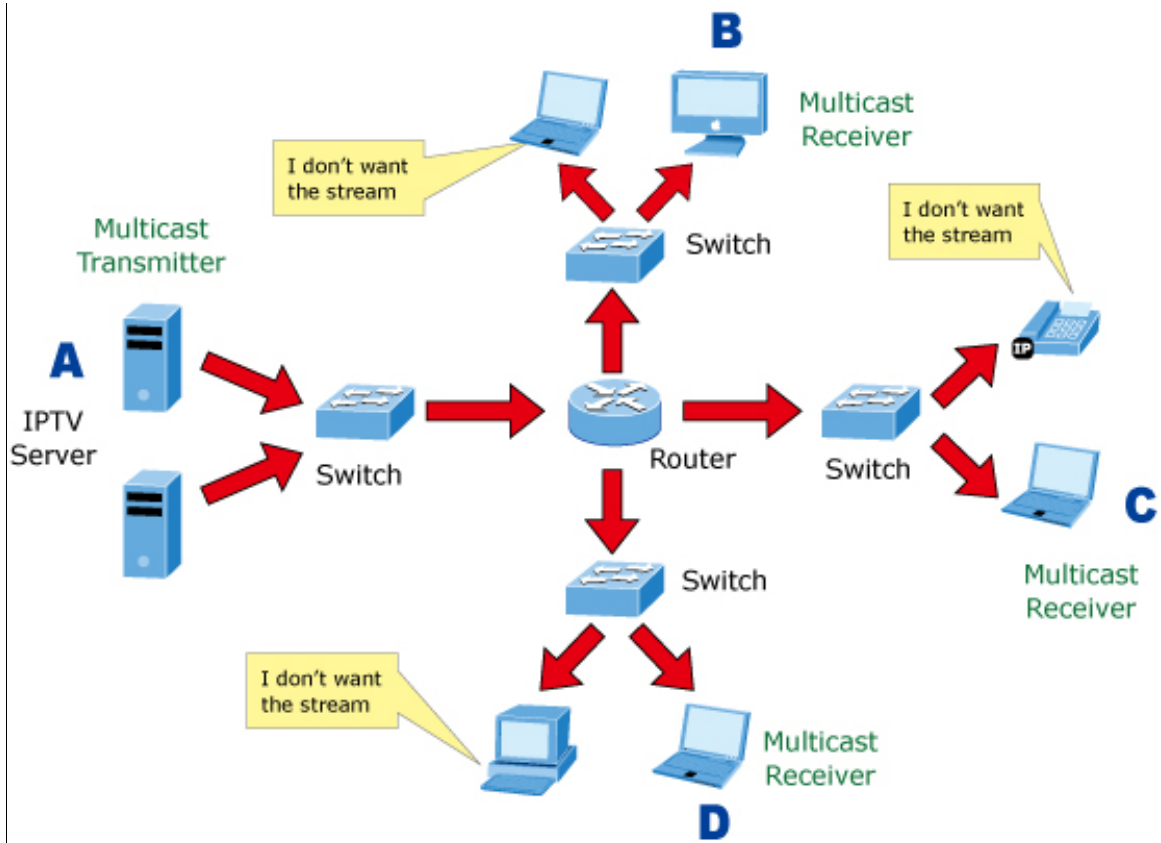 B
Multicast
Receiver
I don't want
the stream
Switch
I don't want
the stream
Multicast
Transmitter
A
IPTV
Server
Switch
IP
Router
Switch
C
Multicast
Receiver
Switch
I don't want
the stream
Multicast
Receiver
D